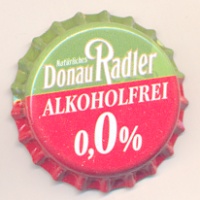 Natürliches
Donau Radler
ALKOHOLFREI
0,0%